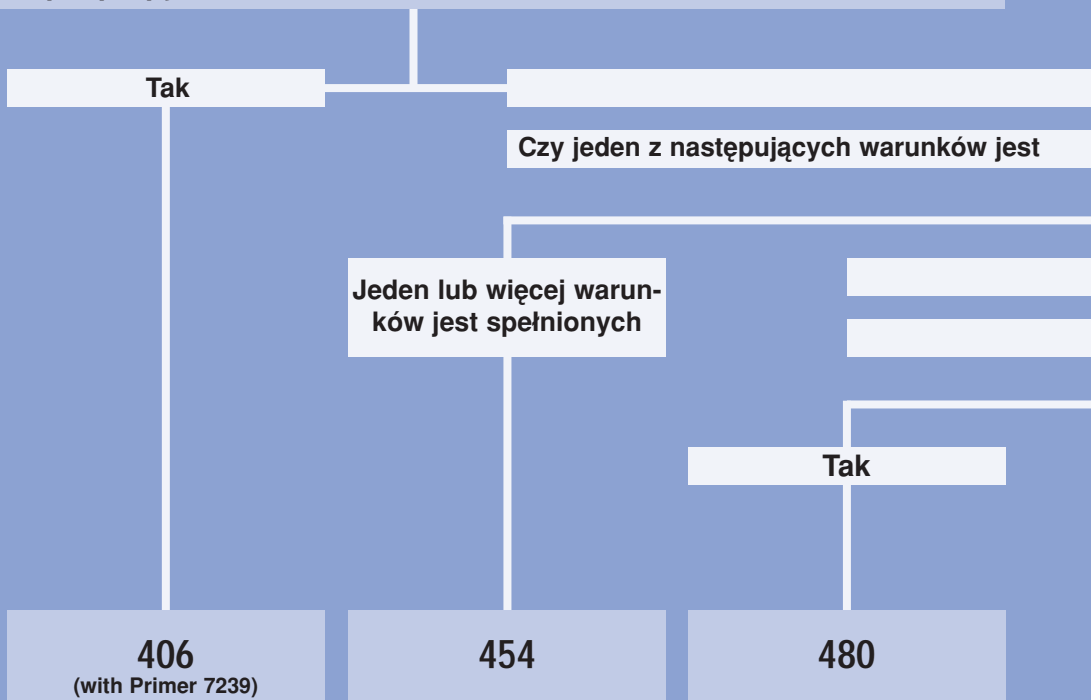 Tak
Czy jeden z następujących warunków jest
Jeden lub więcej warun-
ków jest spełnionych
Tak
406
(with Primer 7239)
454
480